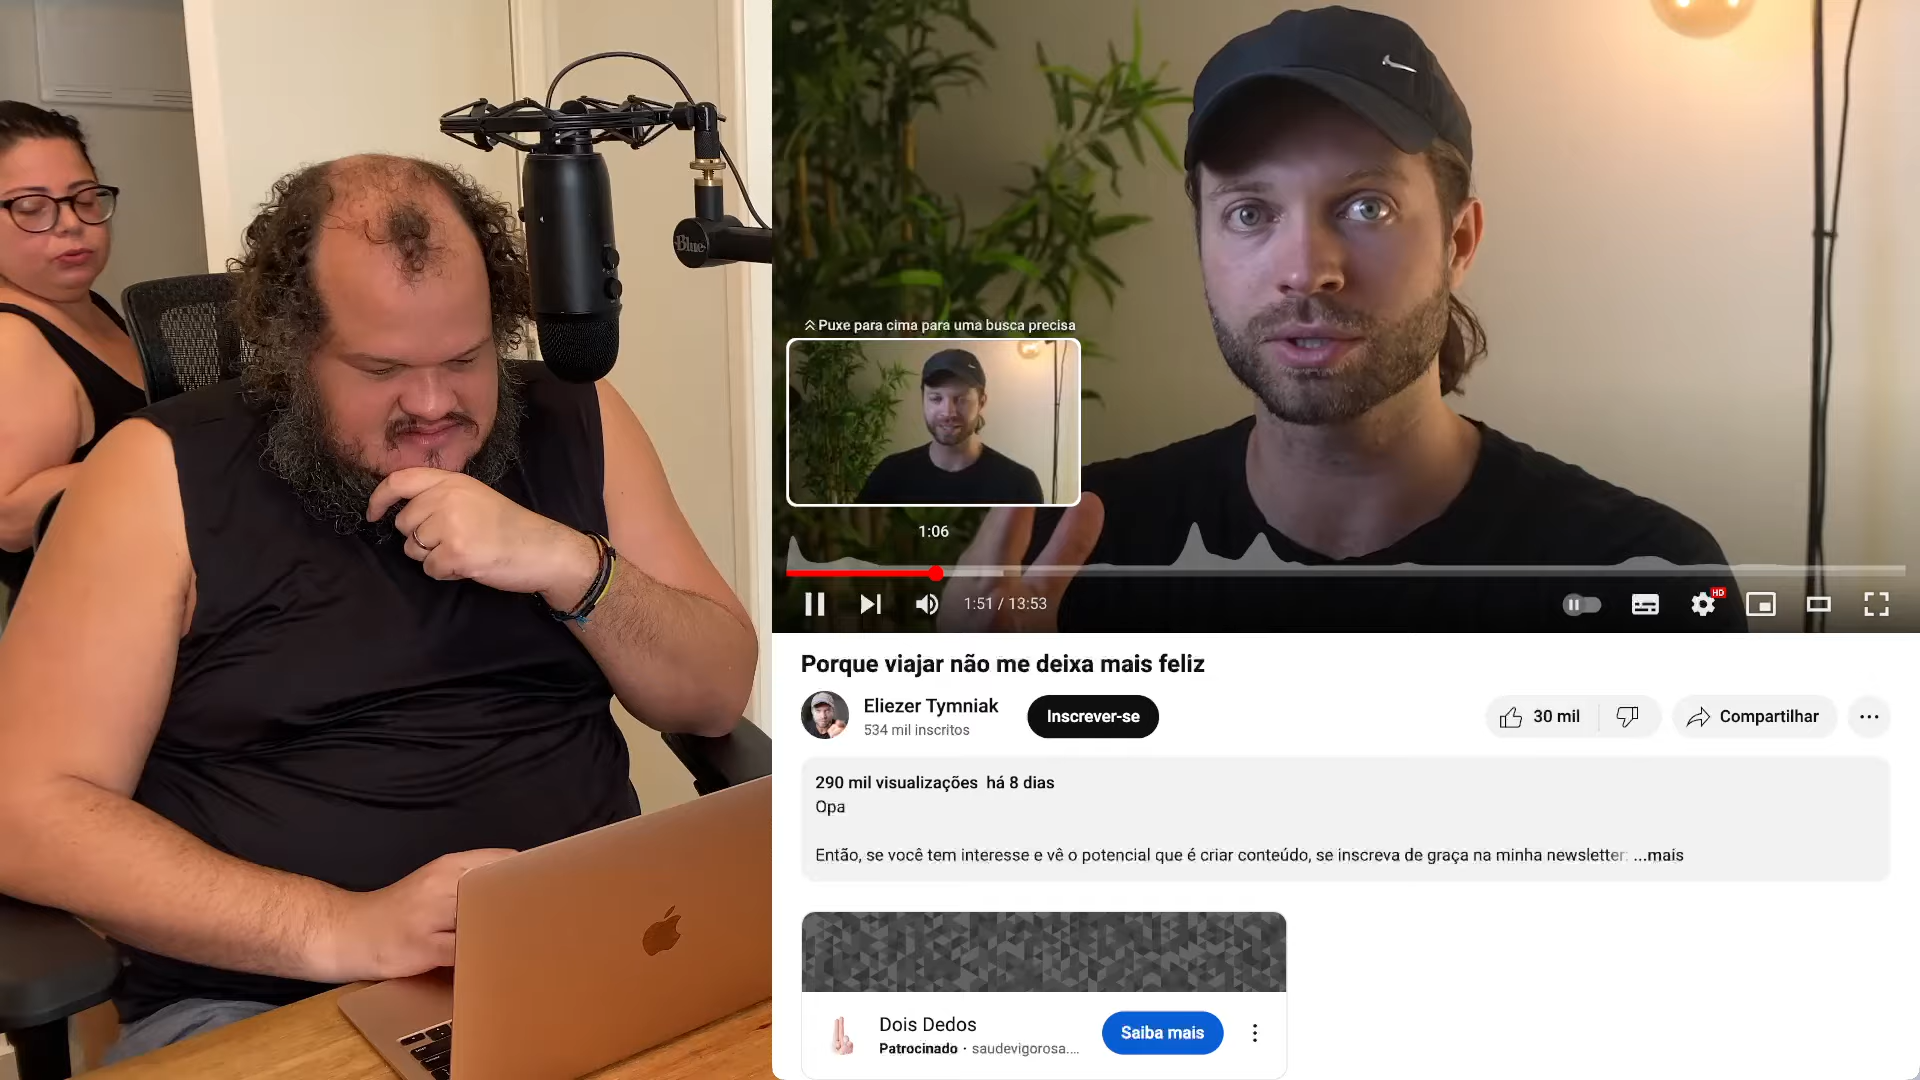 Blue
Puxe para cima para uma busca precisa
1:06
1:51 / 13:53
HD
Porque viajar não me deixa mais feliz
Eliezer Tymniak
534 mil inscritos
Inscrever-se
30 mil
Compartilhar
290 mil visualizações há 8 dias
Opa
Então, se você tem interesse e vê o potencial que é criar conteúdo, se inscreva de graça na minha newsletter: ...mais
Dois Dedos
Patrocinado · saudevigorosa....
Saiba mais